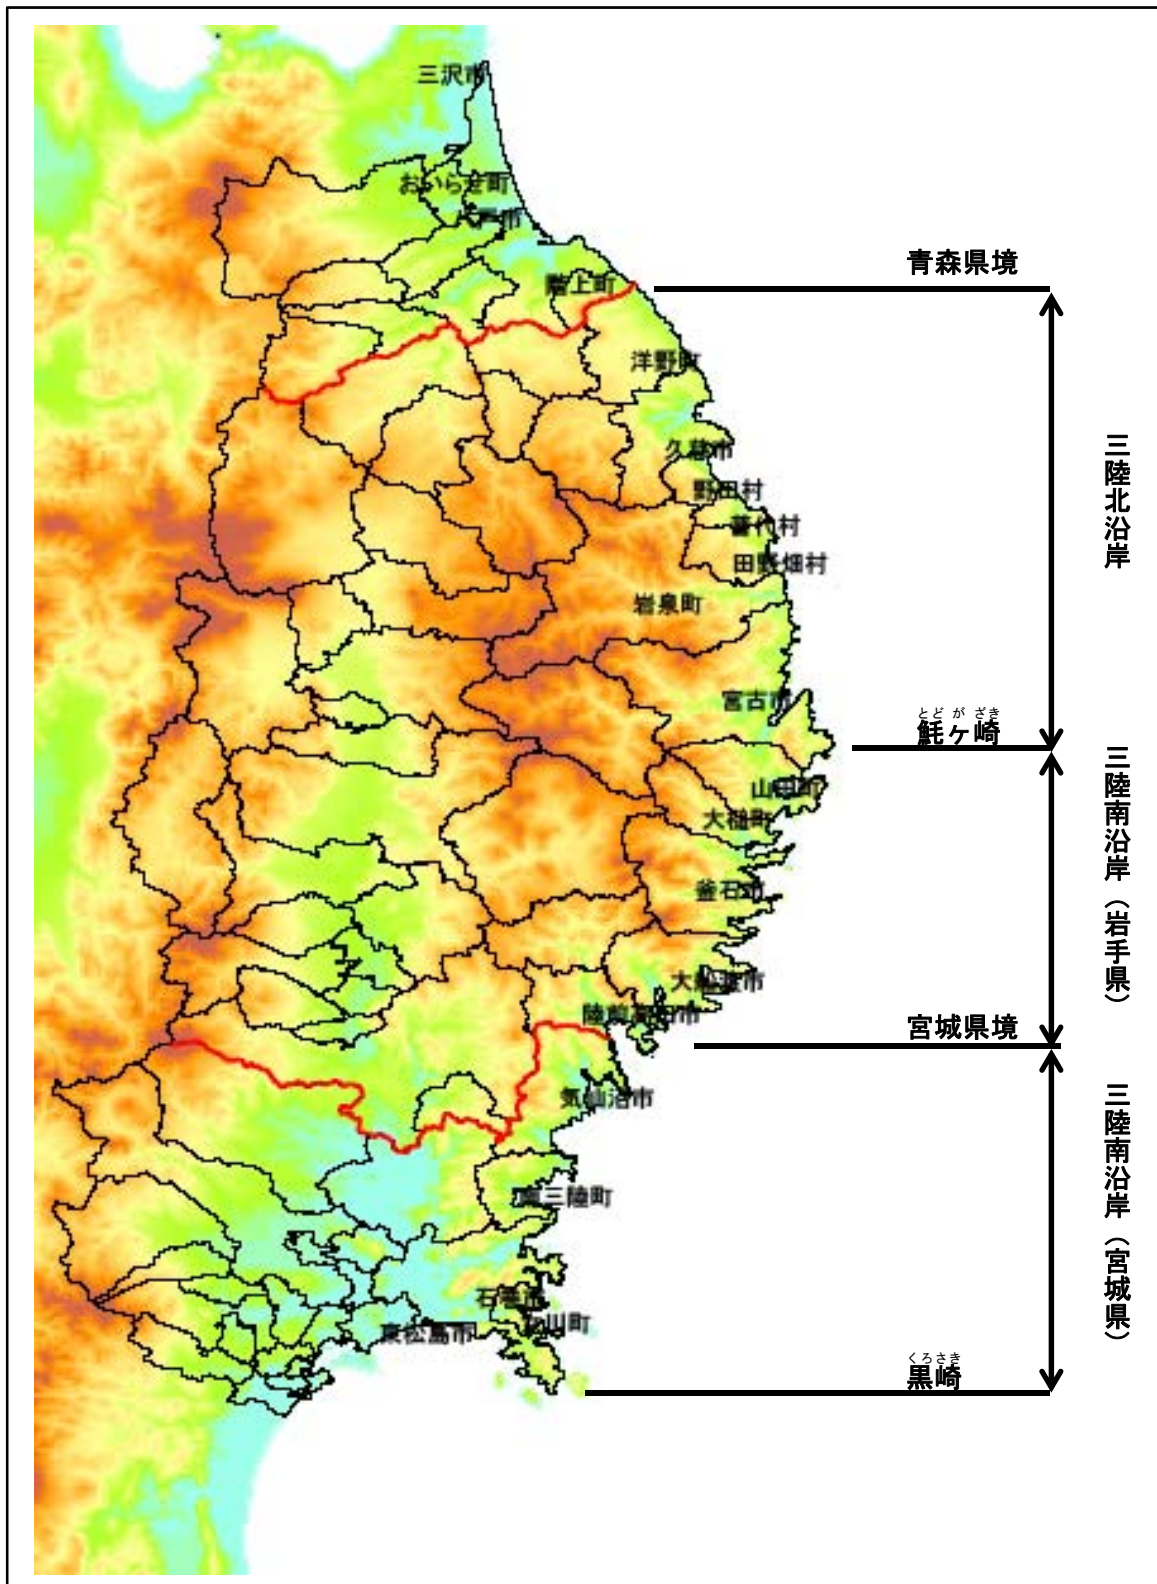 三沢市
おいらせ町
八戸市
青森県境
階上町
洋野町
三陸北沿岸
久慈市
野田村
普代村
田野畑村
岩泉町
宮古市
とどがざき
魹ヶ崎
三陸南沿岸（岩手県）
山田町
大槌町
釜石市
大船渡市
陸前高田市
宮城県境
気仙沼市
三陸南沿岸（宮城県）
南三陸町
石巻市
女川町
東松島市
くろさき
黒崎